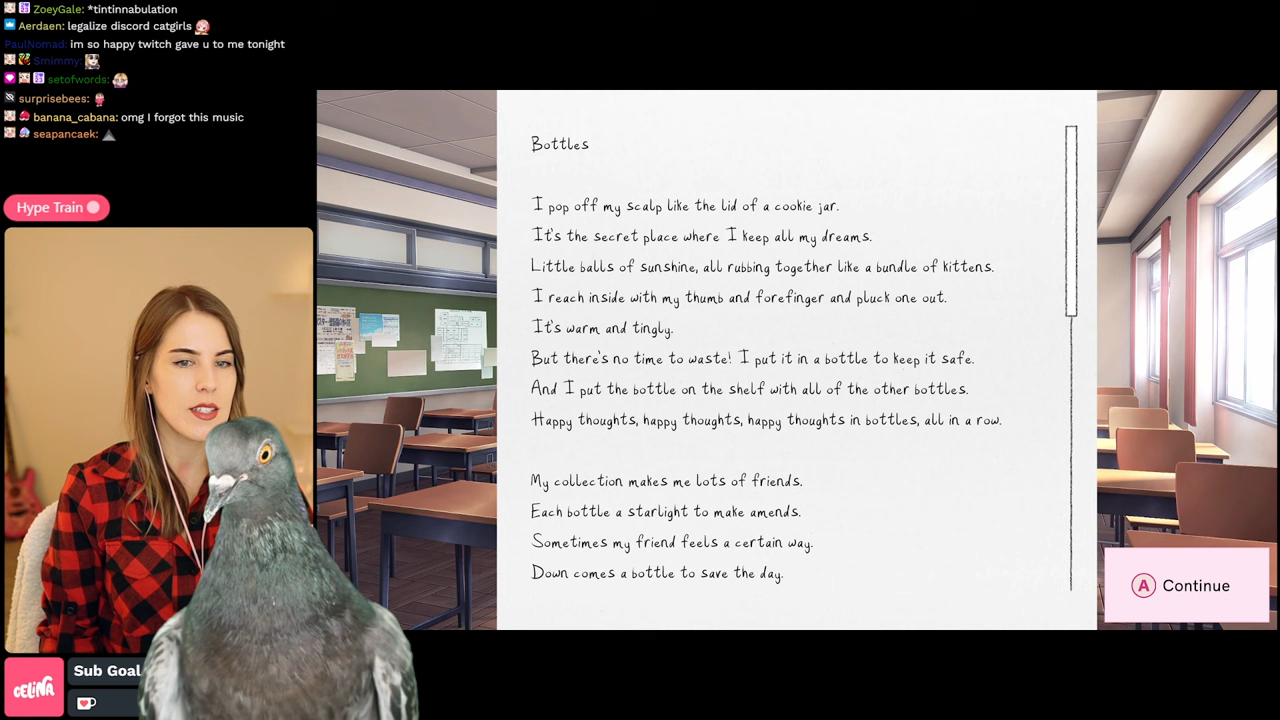 ZoeyGale: *tintinnabulation
Aerdaen: legalize discord catgirls
PaulNomad: im so happy twitch gave u to me tonight
Smimmy:
setofwords:
surprisebees:
banana_cabana: omg I forgot this music
seapancaek:
Hype Train
Bottles
I pop off my scalp like the lid of a cookie jar.
It's the secret place where I keep all my dreams.
Little balls of sunshine, all rubbing together like a bundle of kittens.
I reach inside with my thumb and forefinger and pluck one out.
It's warm and tingly.
But there's no time to waste! I put it in a bottle to keep it safe.
And I put the bottle on the shelf with all of the other bottles.
Happy thoughts, happy thoughts, happy thoughts in bottles, all in a row.
My collection makes me lots of friends.
Each bottle a starlight to make amends.
Sometimes my friend feels a certain way.
Down comes a bottle to save the day.
A Continue
CELINA
Sub Goal